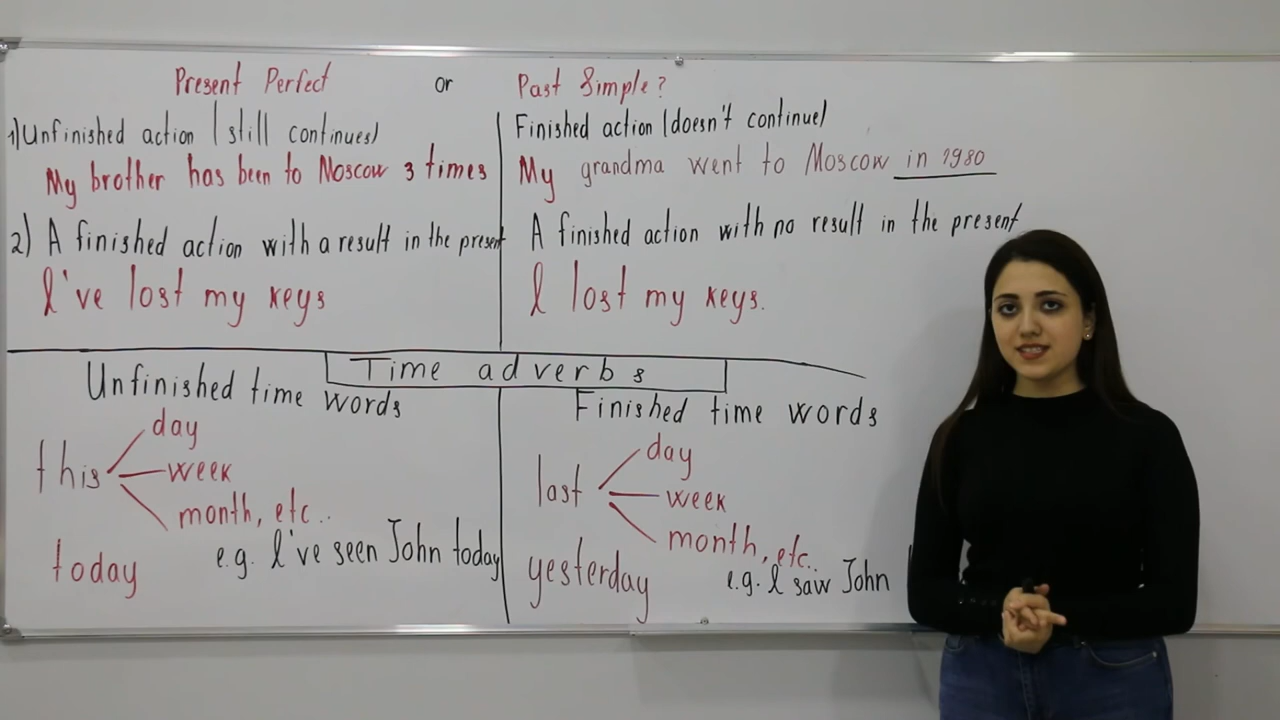 Present Perfect or Past Simple?
1) Unfinished action (still continues)
My brother has been to Moscow 3 times
2) A finished action with a result in the present
I've lost my keys
Finished action (doesn't continue)
My grandma went to Moscow in 1980
A finished action with no result in the present
I lost my keys.
Time adverbs
Unfinished time words
this
day
week
month, etc..
today
e.g. I've seen John today
Finished time words
last
day
week
month, etc..
yesterday
e.g. I saw John